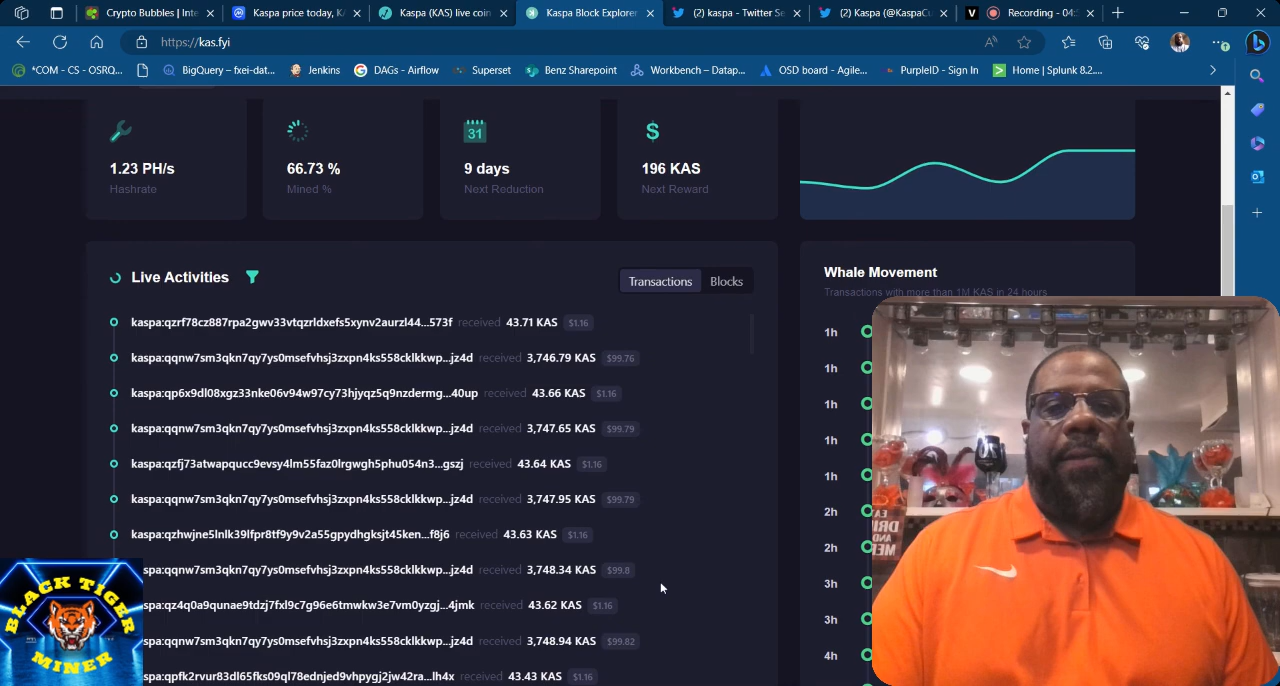 Crypto Bubbles | Inte
Kaspa price today, KA
Kaspa (KAS) live coin
Kaspa Block Explorer
(2) kaspa - Twitter Se
(2) Kaspa (@KaspaCu
V
Recording - 04:
https://kas.fyi
*COM - CS - OSRQ...
BigQuery – fxei-dat...
Jenkins
DAGs - Airflow
Superset
Benz Sharepoint
Workbench – Datap...
OSD board - Agile...
PurpleID - Sign In
Home | Splunk 8.2....
31
$
1.23 PH/s
66.73 %
9 days
196 KAS
Hashrate
Mined %
Next Reduction
Next Reward
Live Activities
Transactions
Blocks
kaspa:qzrf78cz887rpa2gwv33vtqzrldxefs5xynv2aurzl44...573f received 43.71 KAS $1.16
kaspa:qqnw7sm3qkn7qy7ys0msefvhsj3zxpn4ks558cklkkwp...jz4d received 3,746.79 KAS $99.76
kaspa:qp6x9dl08xgz33nke06v94w97cy73hjyqz5q9nzdermg...40up received 43.66 KAS $1.16
kaspa:qqnw7sm3qkn7qy7ys0msefvhsj3zxpn4ks558cklkkwp...jz4d received 3,747.65 KAS $99.79
kaspa:qzfj73atwapqucc9evsy4lm55faz0lrgwgh5phu054n3...gszj received 43.64 KAS $1.16
kaspa:qqnw7sm3qkn7qy7ys0msefvhsj3zxpn4ks558cklkkwp...jz4d received 3,747.95 KAS $99.79
kaspa:qzhwjne5lnlk39lfpr8tf9y9v2a55gpydhgksjt45ken...f8j6 received 43.63 KAS $1.16
spa:qqnw7sm3qkn7qy7ys0msefvhsj3zxpn4ks558cklkkwp...jz4d received 3,748.34 KAS $99.8
spa:qz4q0a9qunae9tdzj7fxl9c7g96e6tmwkw3e7vm0yzgj...4jmk received 43.62 KAS $1.16
spa:qqnw7sm3qkn7qy7ys0msefvhsj3zxpn4ks558cklkkwp...jz4d received 3,748.94 KAS $99.82
spa:qpfk2rvur83dl65fks09ql78ednjed9vhpygj2jw42ra...lh4x received 43.43 KAS $1.16
Whale Movement
Transactions with more than 1M KAS in 24 hours
1h
1h
1h
1h
1h
2h
2h
3h
3h
4h
BLACK TIGER
MINER
EAT
DRI
AND
MER